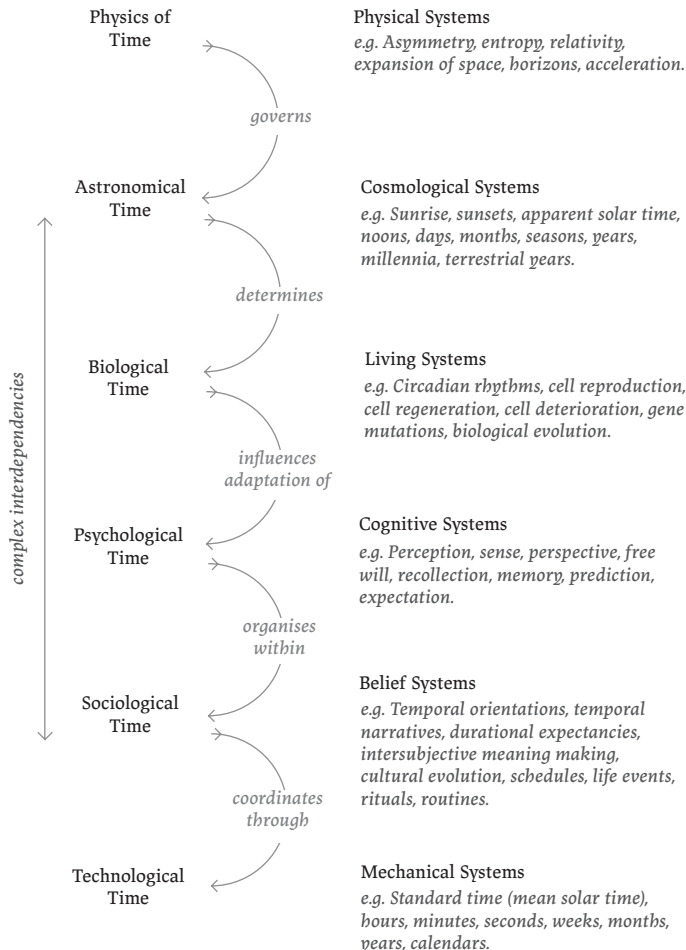 Physics of
Time
Physical Systems
e.g. Asymmetry, entropy, relativity,
expansion of space, horizons, acceleration.
governs
Astronomical
Time
Cosmological Systems
e.g. Sunrise, sunsets, apparent solar time,
noons, days, months, seasons, years,
millennia, terrestrial years.
determines
Biological
Time
Living Systems
e.g. Circadian rhythms, cell reproduction,
cell regeneration, cell deterioration, gene
mutations, biological evolution.
complex interdependencies
influences
adaptation of
Psychological
Time
Cognitive Systems
e.g. Perception, sense, perspective, free
will, recollection, memory, prediction,
expectation.
organises
within
Sociological
Time
Belief Systems
e.g. Temporal orientations, temporal
narratives, durational expectancies,
intersubjective meaning making,
cultural evolution, schedules, life events,
rituals, routines.
coordinates
through
Technological
Time
Mechanical Systems
e.g. Standard time (mean solar time),
hours, minutes, seconds, weeks, months,
years, calendars.